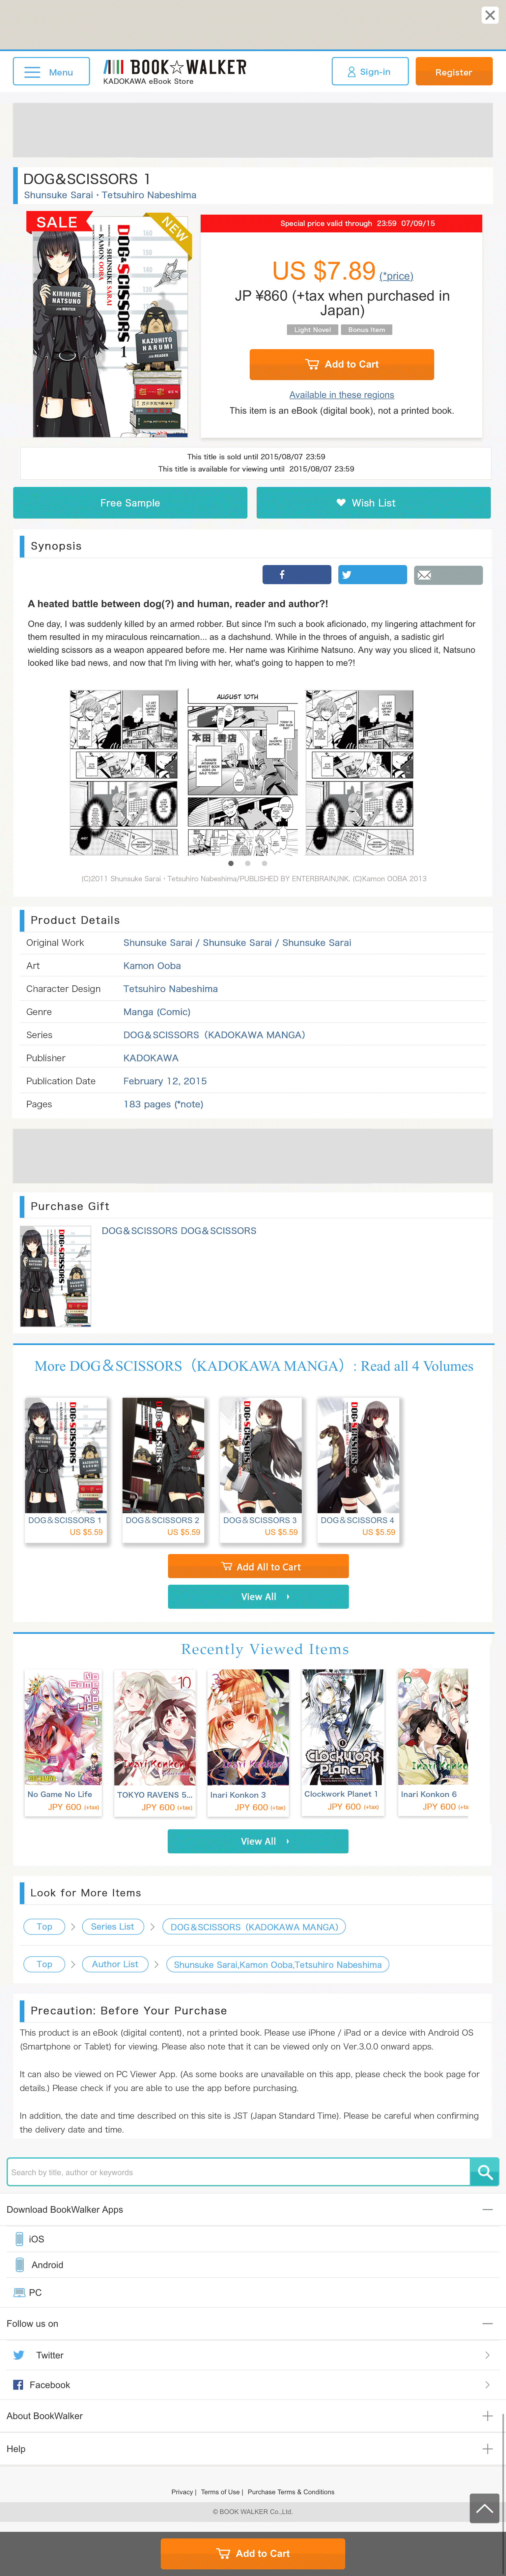 Menu
BOOK☆WALKER
KADOKAWA eBook Store
Sign-in
Register
DOG&SCISSORS 1
Shunsuke Sarai・Tetsuhiro Nabeshima
SALE
NEW
KIRIHIME
NATSUNO
KAZUHITO
HARUMI
DOG&SCISSORS 1
SHUNSUKE SARAI
KAMON OOBA
Special price valid through 23:59 07/09/15
US $7.89 (*price)
JP ¥860 (+tax when purchased in
Japan)
Light Novel
Bonus Item
Add to Cart
Available in these regions
This item is an eBook (digital book), not a printed book.
This title is sold until 2015/08/07 23:59
This title is available for viewing until 2015/08/07 23:59
Free Sample
Wish List
Synopsis
A heated battle between dog(?) and human, reader and author?!
One day, I was suddenly killed by an armed robber. But since I'm such a book aficionado, my lingering attachment for
them resulted in my miraculous reincarnation... as a dachshund. While in the throes of anguish, a sadistic girl
wielding scissors as a weapon appeared before me. Her name was Kirihime Natsuno. Any way you sliced it, Natsuno
looked like bad news, and now that I'm living with her, what's going to happen to me?!
AUGUST 10TH.
本田 書店
(C)2011 Shunsuke Sarai・Tetsuhiro Nabeshima/PUBLISHED BY ENTERBRAIN,INK. (C)Kamon OOBA 2013
Product Details
Original Work Shunsuke Sarai / Shunsuke Sarai / Shunsuke Sarai
Art Kamon Ooba
Character Design Tetsuhiro Nabeshima
Genre Manga (Comic)
Series DOG&SCISSORS（KADOKAWA MANGA）
Publisher KADOKAWA
Publication Date February 12, 2015
Pages 183 pages (*note)
Purchase Gift
DOG&SCISSORS DOG&SCISSORS
More DOG&SCISSORS（KADOKAWA MANGA）: Read all 4 Volumes
DOG&SCISSORS 1
US $5.59
DOG&SCISSORS 2
US $5.59
DOG&SCISSORS 3
US $5.59
DOG&SCISSORS 4
US $5.59
Add All to Cart
View All
Recently Viewed Items
No Game No Life
JPY 600 (+tax)
TOKYO RAVENS 5...
JPY 600 (+tax)
Inari Konkon 3
JPY 600 (+tax)
Clockwork Planet 1
JPY 600 (+tax)
Inari Konkon 6
JPY 600 (+ta
View All
Look for More Items
Top > Series List > DOG&SCISSORS（KADOKAWA MANGA）
Top > Author List > Shunsuke Sarai,Kamon Ooba,Tetsuhiro Nabeshima
Precaution: Before Your Purchase
This product is an eBook (digital content), not a printed book. Please use iPhone / iPad or a device with Android OS
(Smartphone or Tablet) for viewing. Please also note that it can be viewed only on Ver.3.0.0 onward apps.
It can also be viewed on PC Viewer App. (As some books are unavailable on this app, please check the book page for
details.) Please check if you are able to use the app before purchasing.
In addition, the date and time described on this site is JST (Japan Standard Time). Please be careful when confirming
the delivery date and time.
Search by title, author or keywords
Download BookWalker Apps
iOS
Android
PC
Follow us on
Twitter
Facebook
About BookWalker
Help
Privacy | Terms of Use | Purchase Terms & Conditions
© BOOK WALKER Co.,Ltd.
Add to Cart